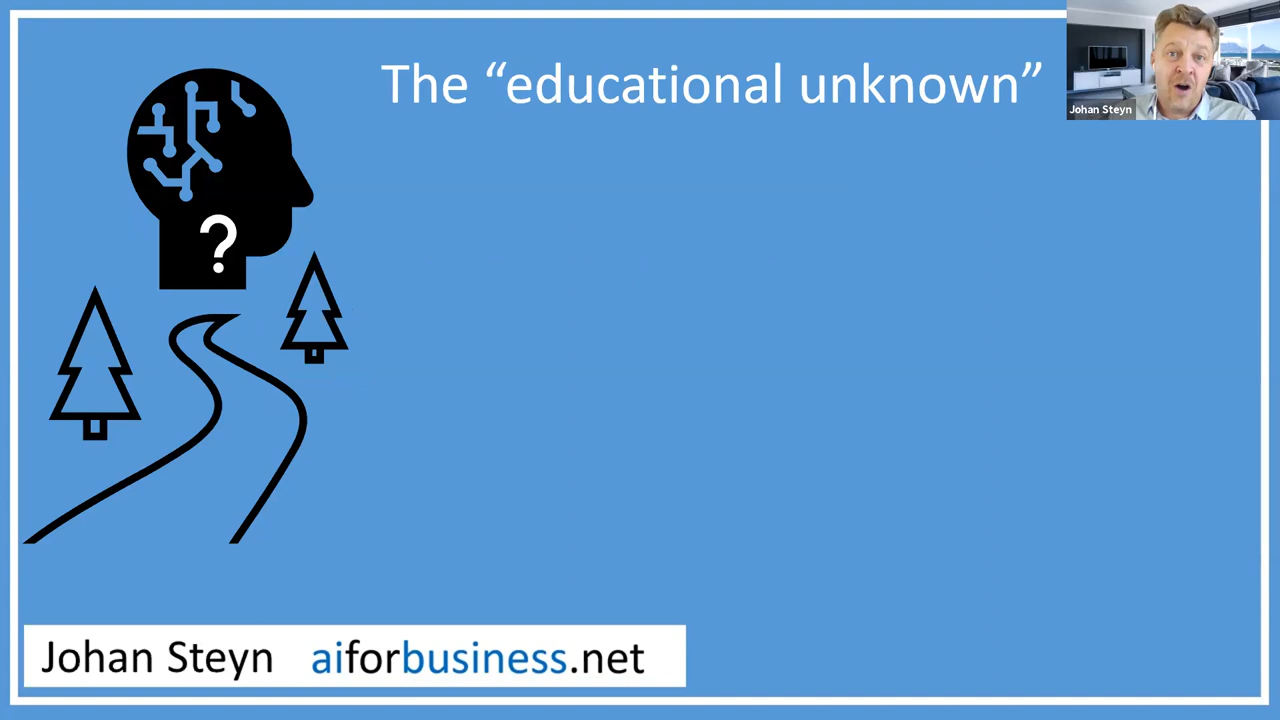 The “educational unknown”
Johan Steyn
?
Johan Steyn aiforbusiness.net